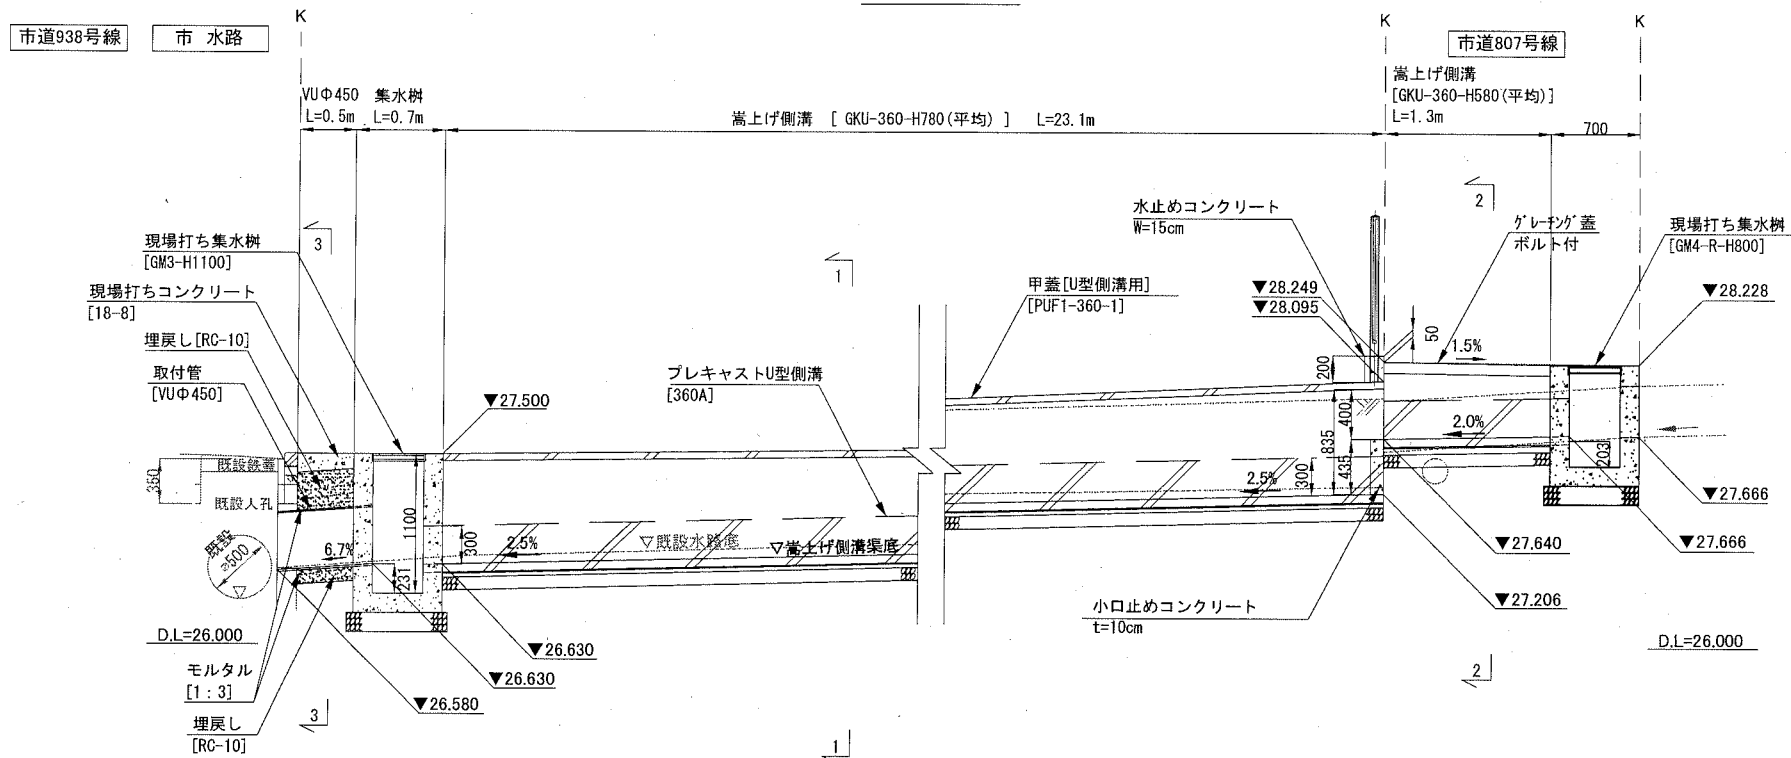 K
K
K
市道938号線
市 水路
市道807号線
VUΦ450
L=0.5m
集水桝
L=0.7m
嵩上げ側溝 [ GKU-360-H780(平均) ] L=23.1m
嵩上げ側溝
[GKU-360-H580(平均)]
L=1.3m
700
3
1
2
現場打ち集水桝
[GM3-H1100]
現場打ちコンクリート
[18-8]
埋戻し[RC-10]
取付管
[VUΦ450]
プレキャストU型側溝
[360A]
▼27.500
水止めコンクリート
W=15cm
甲蓋[U型側溝用]
[PUF1-360-1]
▼28.249
▼28.095
グレーチング蓋
ボルト付
現場打ち集水桝
[GM4-R-H800]
▼28.228
50
1.5%
200
400
835
435
300
2.0%
2.5%
203
既設鉄蓋
350
既設人孔
既設
⌀500
▽
6.7%
1100
231
300
2.5%
▽既設水路底
▽嵩上げ側溝渠底
▼27.666
▼27.666
▼27.640
▼27.206
小口止めコンクリート
t=10cm
D.L=26.000
D.L=26.000
モルタル
[1：3]
埋戻し
[RC-10]
▼26.630
▼26.630
▼26.580
3
1
2